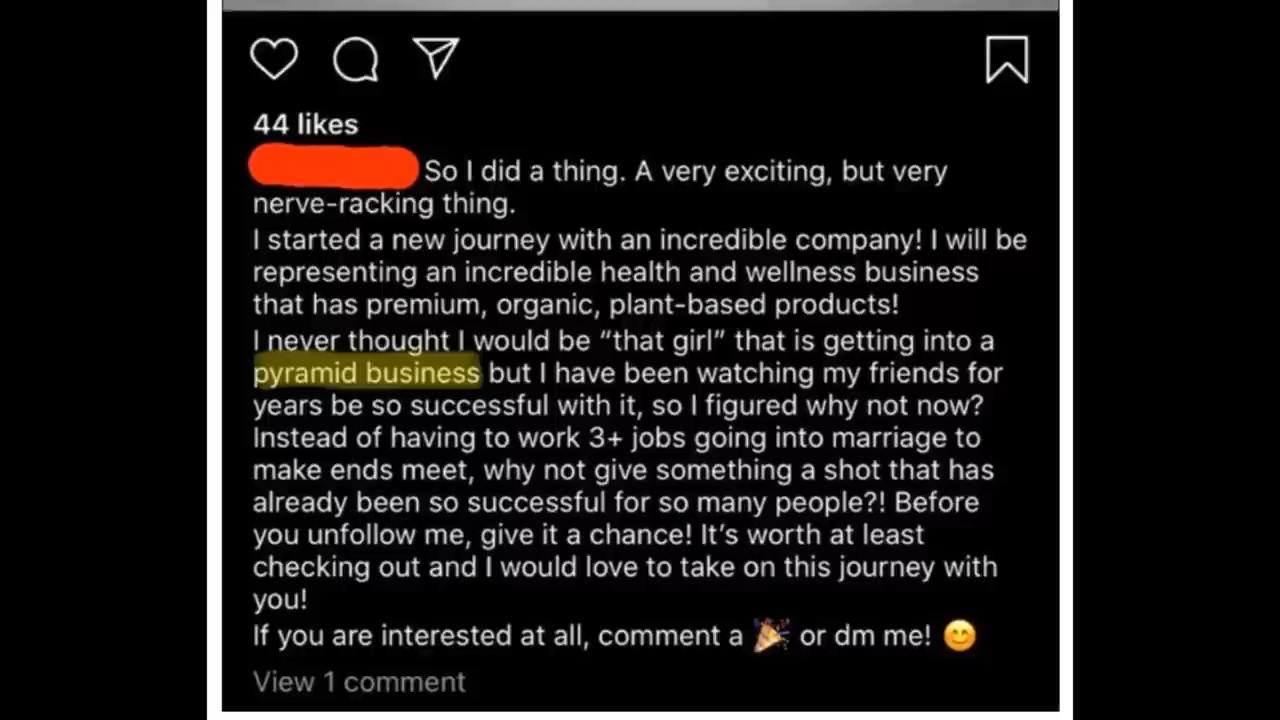 44 likes
So I did a thing. A very exciting, but very
nerve-racking thing.
I started a new journey with an incredible company! I will be
representing an incredible health and wellness business
that has premium, organic, plant-based products!
I never thought I would be “that girl” that is getting into a
pyramid business but I have been watching my friends for
years be so successful with it, so I figured why not now?
Instead of having to work 3+ jobs going into marriage to
make ends meet, why not give something a shot that has
already been so successful for so many people?! Before
you unfollow me, give it a chance! It’s worth at least
checking out and I would love to take on this journey with
you!
If you are interested at all, comment a 🎉 or dm me! 😊
View 1 comment